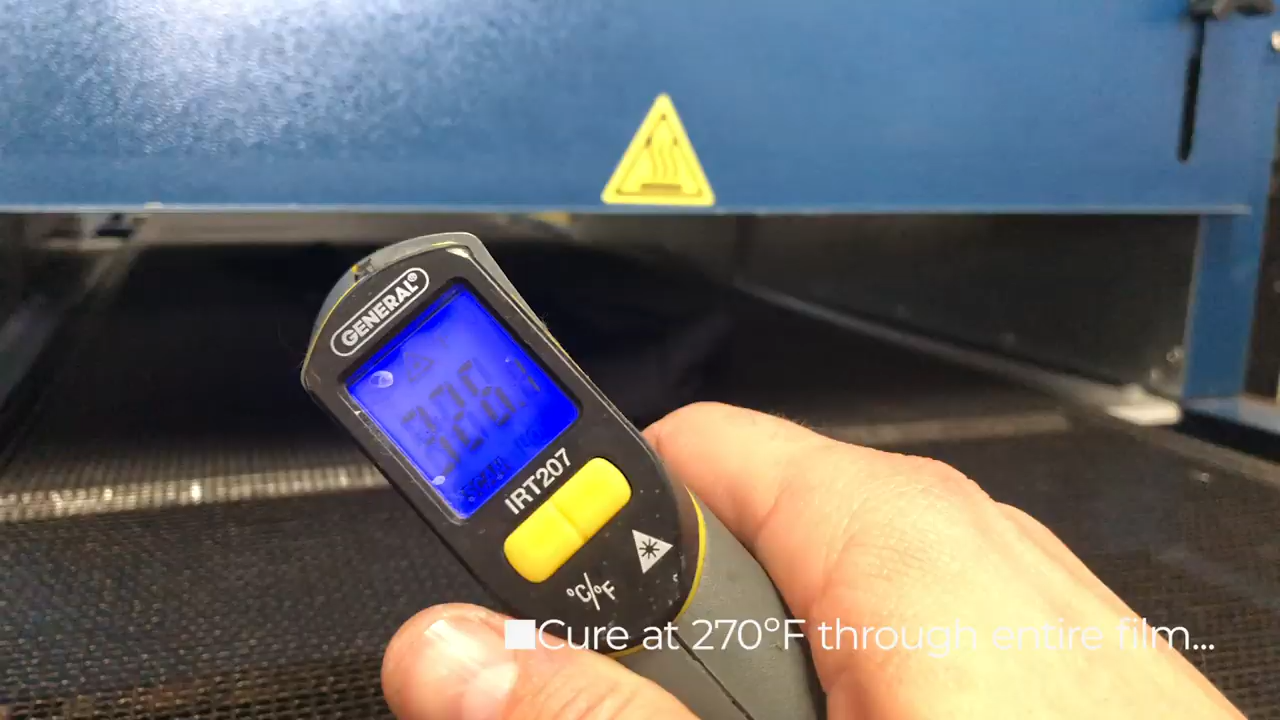 GENERAL®
IRT207
°C/°F
■Cure at 270°F through entire film...